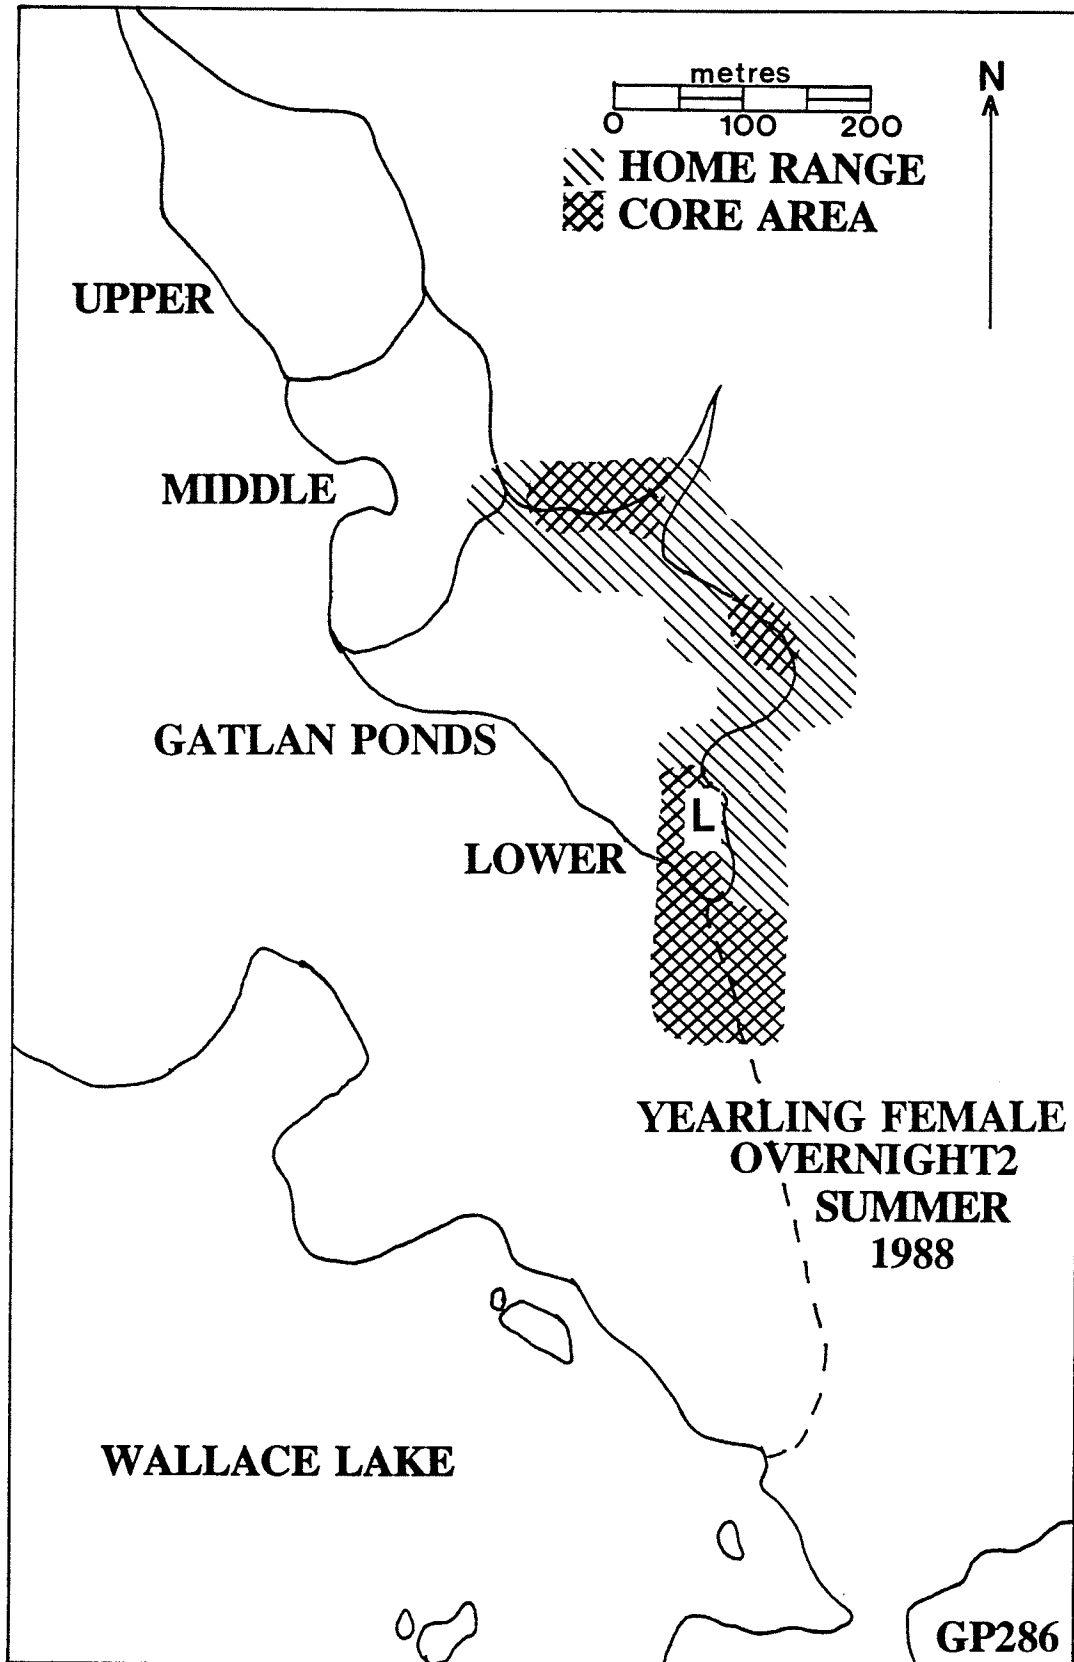 metres
N
0 100 200
HOME RANGE
CORE AREA
UPPER
MIDDLE
GATLAN PONDS
L
LOWER
YEARLING FEMALE
OVERNIGHT2
SUMMER
1988
WALLACE LAKE
GP286